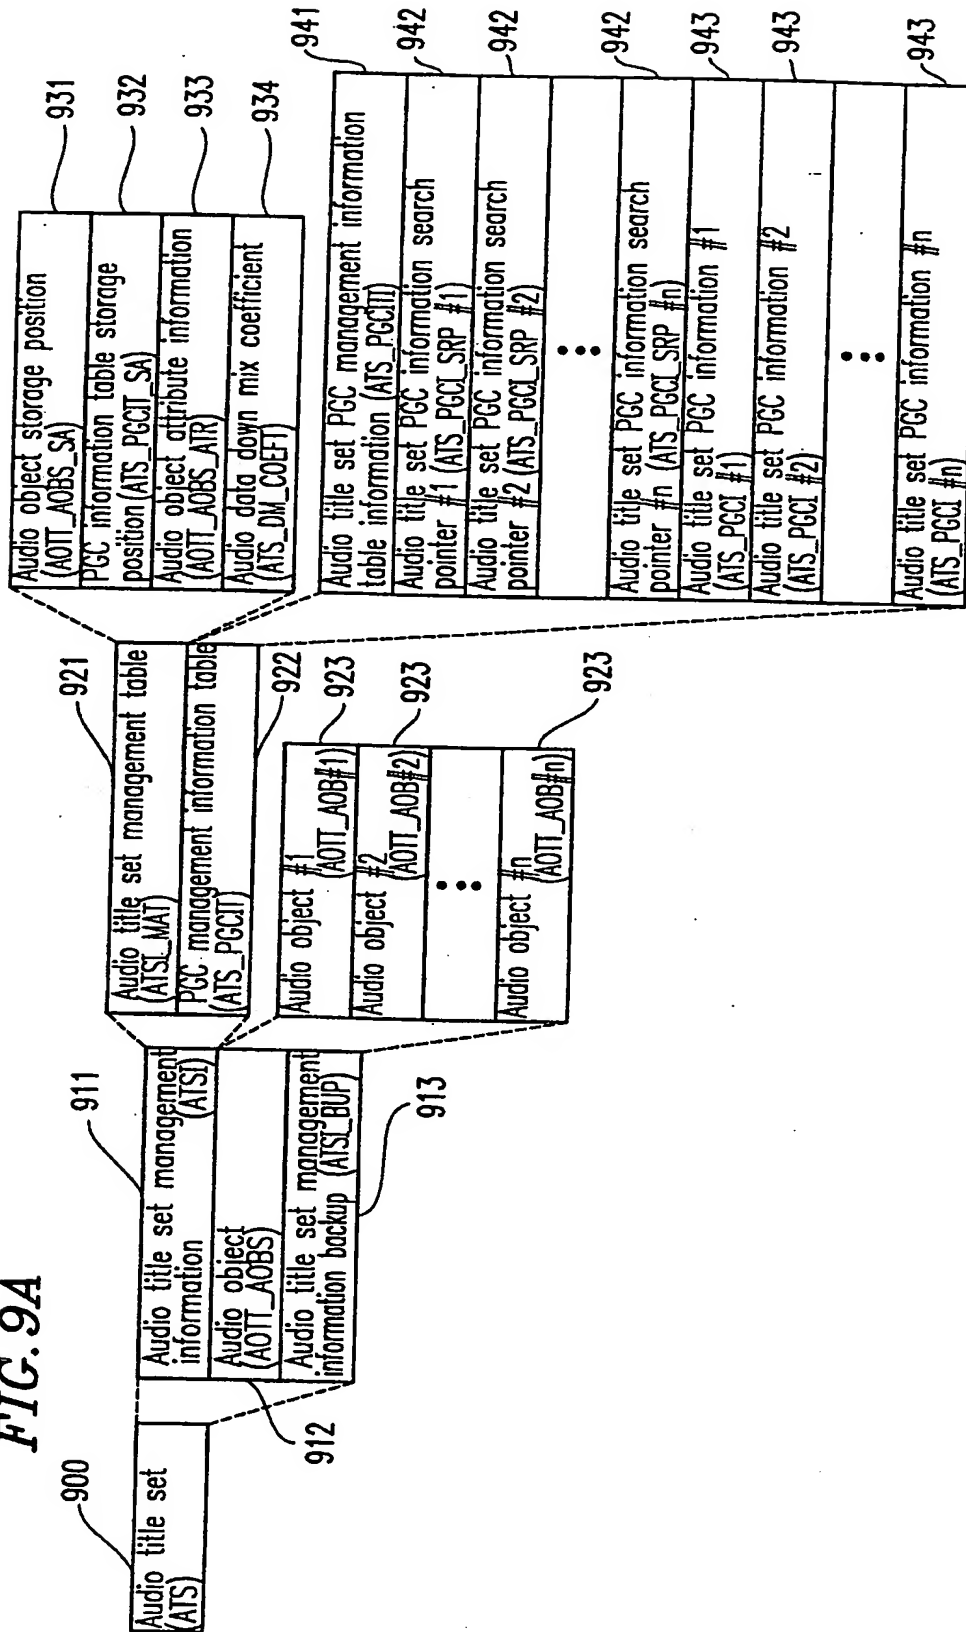 FIG. 9A
900
Audio title set
(ATS)
911
Audio title set management
information (ATSI)
912
Audio object
(AOTT_AOBS)
Audio title set management
information backup (ATSI_BUP)
913
921
Audio title set management table
(ATSI_MAT)
PGC management information table
(ATS_PGCIT)
922
Audio object #1
(AOTT_AOB#1)
923
Audio object #2
(AOTT_AOB#2)
923
Audio object #n
(AOTT_AOB#n)
923
Audio object storage position
(AOTT_AOBS_SA)
931
PGC information table storage
position (ATS_PGCIT_SA)
932
Audio object attribute information
(AOTT_AOBS_ATR)
933
Audio data down mix coefficient
(ATS_DM_COEFT)
934
Audio title set PGC management information
table information (ATS_PGCITI)
941
Audio title set PGC information search
pointer #1 (ATS_PGCI_SRP #1)
942
Audio title set PGC information search
pointer #2 (ATS_PGCI_SRP #2)
942
Audio title set PGC information search
pointer #n (ATS_PGCI_SRP #n)
942
Audio title set PGC information #1
(ATS_PGCI #1)
943
Audio title set PGC information #2
(ATS_PGCI #2)
943
Audio title set PGC information #n
(ATS_PGCI #n)
943